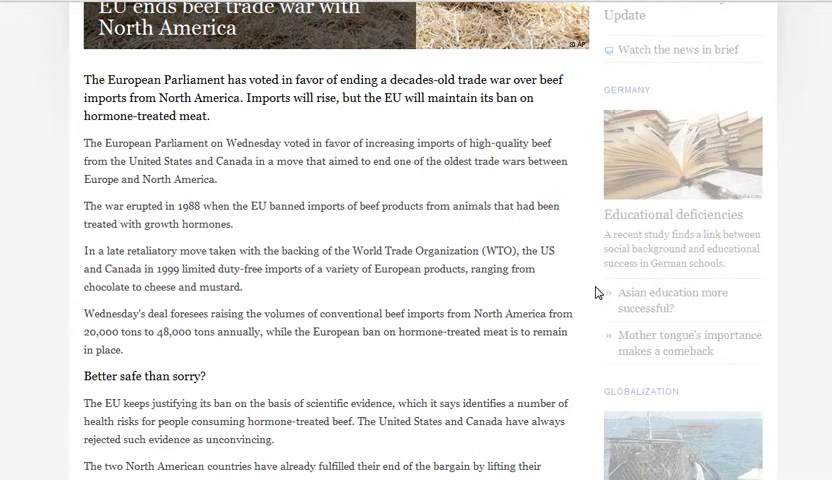 EU ends beef trade war with
North America
AP
The European Parliament has voted in favor of ending a decades-old trade war over beef
imports from North America. Imports will rise, but the EU will maintain its ban on
hormone-treated meat.
The European Parliament on Wednesday voted in favor of increasing imports of high-quality beef
from the United States and Canada in a move that aimed to end one of the oldest trade wars between
Europe and North America.
The war erupted in 1988 when the EU banned imports of beef products from animals that had been
treated with growth hormones.
In a late retaliatory move taken with the backing of the World Trade Organization (WTO), the US
and Canada in 1999 limited duty-free imports of a variety of European products, ranging from
chocolate to cheese and mustard.
Wednesday's deal foresees raising the volumes of conventional beef imports from North America from
20,000 tons to 48,000 tons annually, while the European ban on hormone-treated meat is to remain
in place.
Better safe than sorry?
The EU keeps justifying its ban on the basis of scientific evidence, which it says identifies a number of
health risks for people consuming hormone-treated beef. The United States and Canada have always
rejected such evidence as unconvincing.
The two North American countries have already fulfilled their end of the bargain by lifting their
Update
Watch the news in brief
GERMANY
Educational deficiencies
A recent study finds a link between
social background and educational
success in German schools.
» Asian education more
successful?
» Mother tongue's importance
makes a comeback
GLOBALIZATION